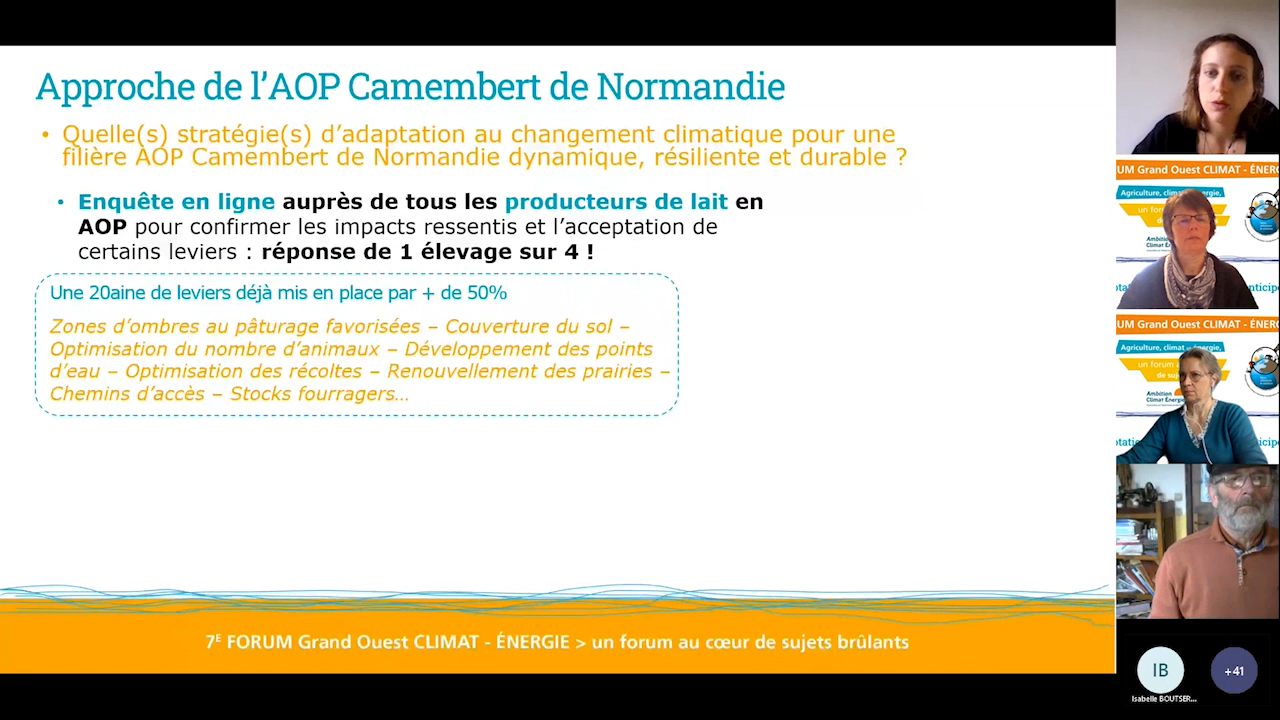 Approche de l'AOP Camembert de Normandie
• Quelle(s) stratégie(s) d'adaptation au changement climatique pour une
filière AOP Camembert de Normandie dynamique, résiliente et durable ?
• Enquête en ligne auprès de tous les producteurs de lait en
AOP pour confirmer les impacts ressentis et l'acceptation de
certains leviers : réponse de 1 élevage sur 4 !
Une 20aine de leviers déjà mis en place par + de 50%
Zones d'ombres au pâturage favorisées – Couverture du sol –
Optimisation du nombre d'animaux – Développement des points
d'eau – Optimisation des récoltes – Renouvellement des prairies –
Chemins d'accès – Stocks fourragers…
7E FORUM Grand Ouest CLIMAT - ÉNERGIE > un forum au cœur de sujets brûlants
UM Grand Ouest CLIMAT - ÉNER
Agriculture, climat énergie,
un forum
Ambition
Climat Éner
UM Grand Ouest CLIMAT - ÉNER
Agriculture, climat et énergie,
un forum
de suj
Ambition
Climat Énergie
IB
+41
Isabelle BOUTSER...